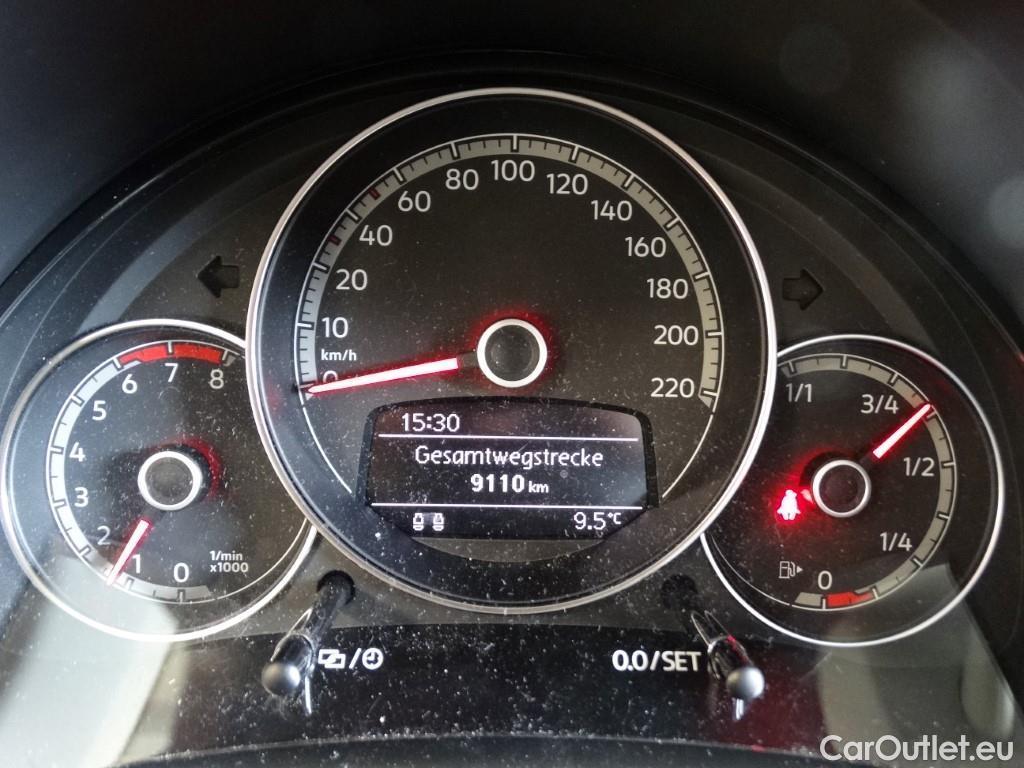 0 10 20 40 60 80 100 120 140 160 180 200 220
km/h
0 1 2 3 4 5 6 7 8
1/min
x1000
15:30
Gesamtwegstrecke
9110 km
9.5°C
1/1 3/4 1/2 1/4 0
0.0/SET
CarOutlet.eu